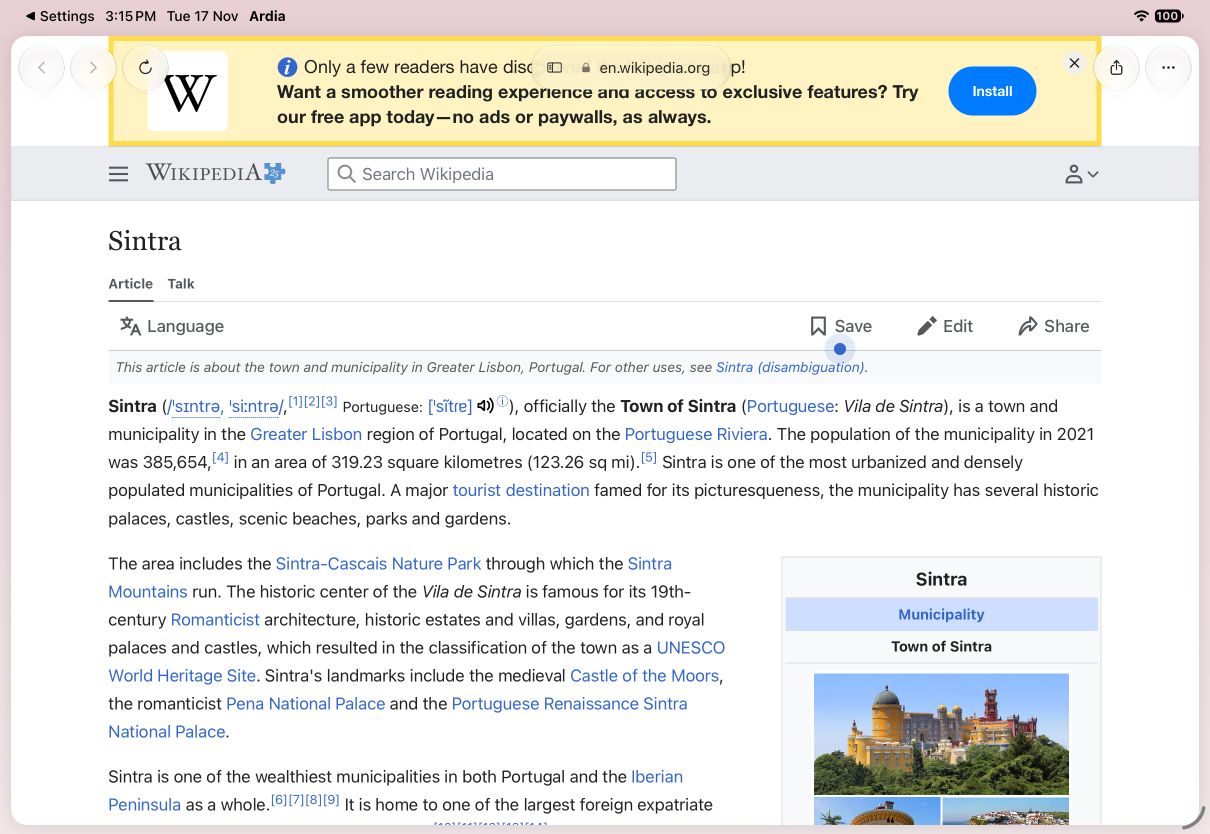 ◀ Settings 3:15 PM Tue 17 Nov Ardia 100
Only a few readers have disc en.wikipedia.org p!
Want a smoother reading experience and access to exclusive features? Try
our free app today—no ads or paywalls, as always.
Install
W
WIKIPEDIA 25
Search Wikipedia
Sintra
Article Talk
Language Save Edit Share
This article is about the town and municipality in Greater Lisbon, Portugal. For other uses, see Sintra (disambiguation).
Sintra (/ˈsɪntrə, ˈsiːntrə/,[1][2][3] Portuguese: [ˈsĩtɾɐ] ⓘ), officially the Town of Sintra (Portuguese: Vila de Sintra), is a town and
municipality in the Greater Lisbon region of Portugal, located on the Portuguese Riviera. The population of the municipality in 2021
was 385,654,[4] in an area of 319.23 square kilometres (123.26 sq mi).[5] Sintra is one of the most urbanized and densely
populated municipalities of Portugal. A major tourist destination famed for its picturesqueness, the municipality has several historic
palaces, castles, scenic beaches, parks and gardens.
The area includes the Sintra-Cascais Nature Park through which the Sintra
Mountains run. The historic center of the Vila de Sintra is famous for its 19th-
century Romanticist architecture, historic estates and villas, gardens, and royal
palaces and castles, which resulted in the classification of the town as a UNESCO
World Heritage Site. Sintra's landmarks include the medieval Castle of the Moors,
the romanticist Pena National Palace and the Portuguese Renaissance Sintra
National Palace.
Sintra is one of the wealthiest municipalities in both Portugal and the Iberian
Peninsula as a whole.[6][7][8][9] It is home to one of the largest foreign expatriate
Sintra
Municipality
Town of Sintra